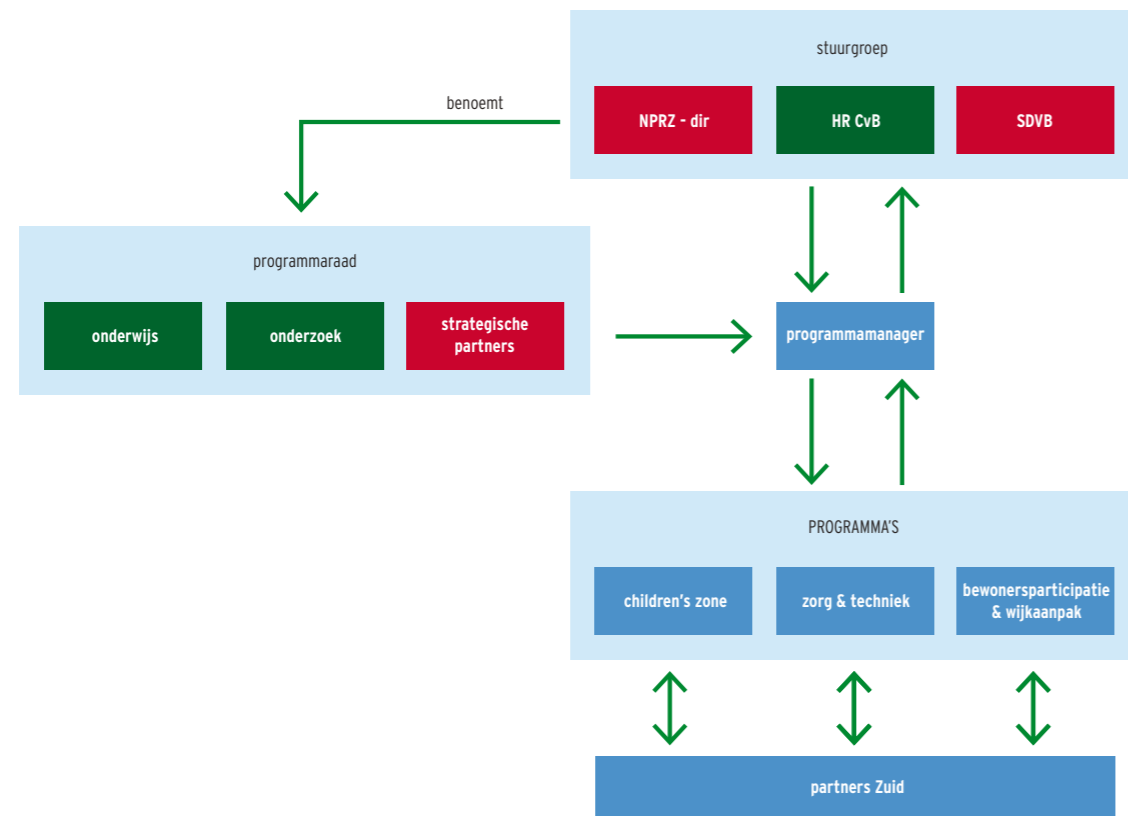 stuurgroep
NPRZ - dir
HR CvB
SDVB
benoemt
programmaraad
onderwijs
onderzoek
strategische
partners
programmamanager
PROGRAMMA'S
children's zone
zorg & techniek
bewonersparticipatie
& wijkaanpak
partners Zuid